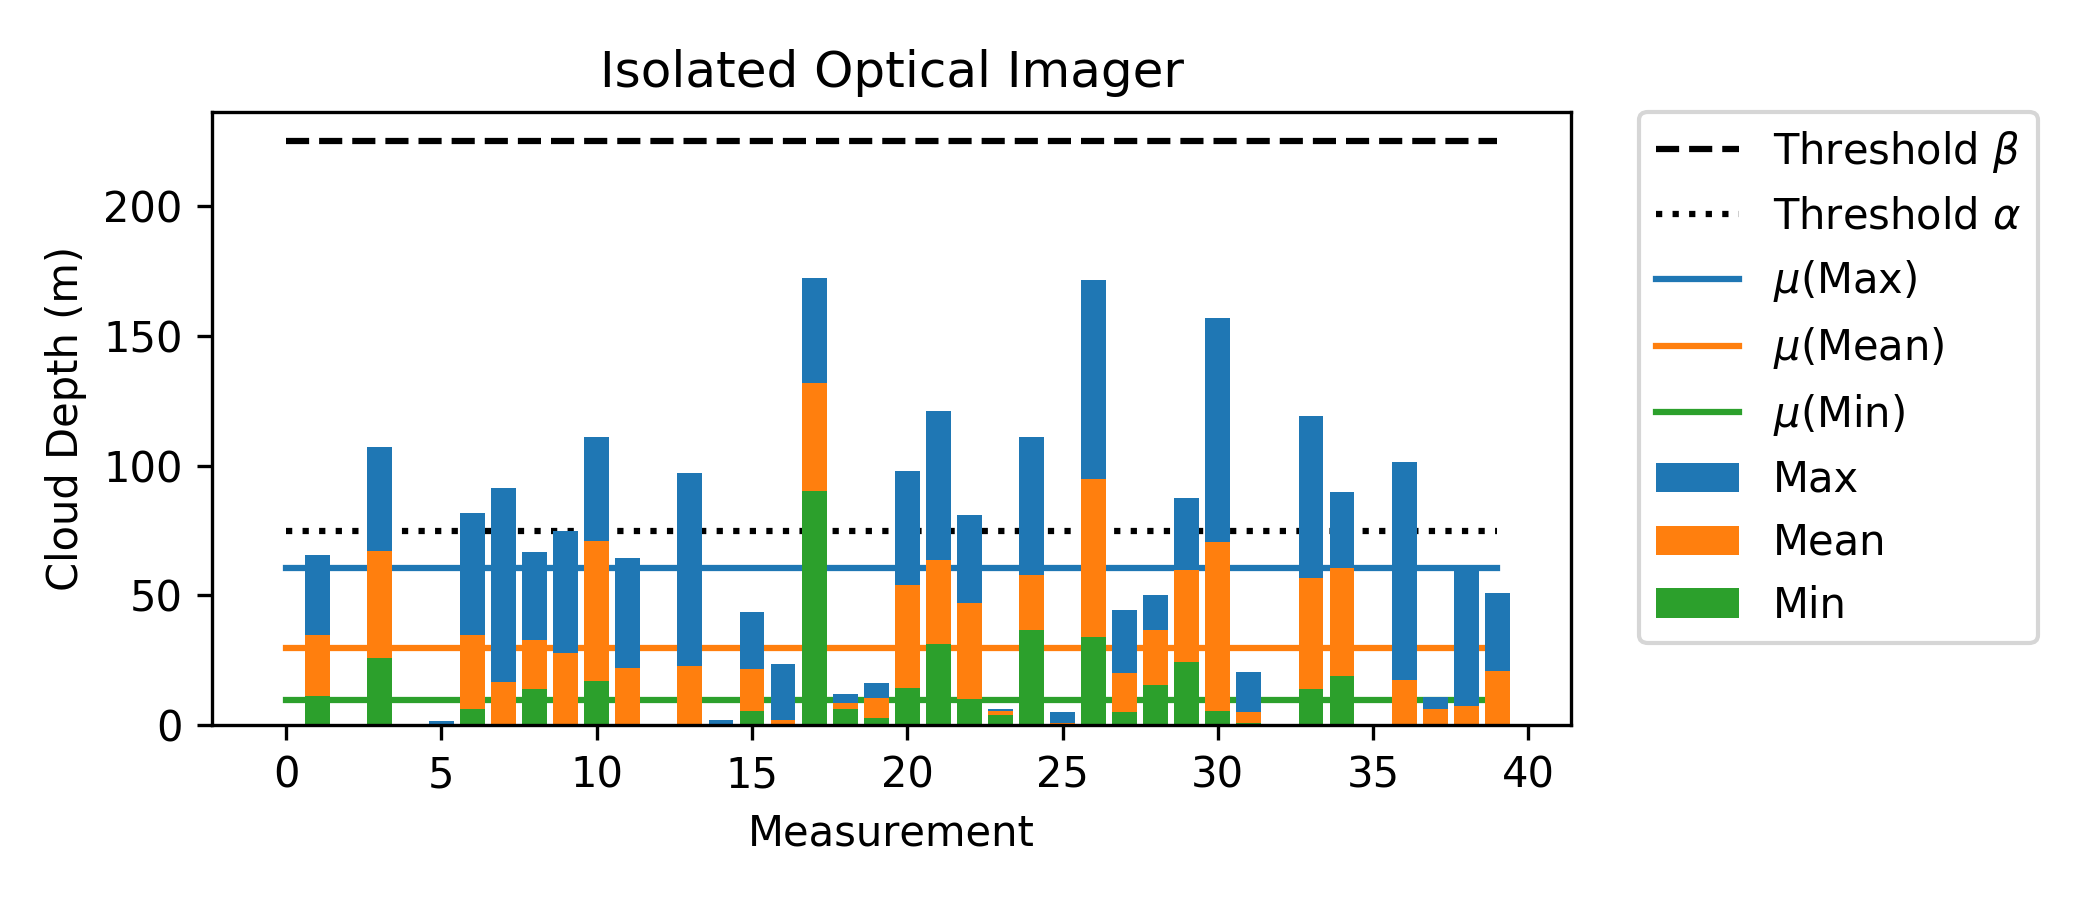 Isolated Optical Imager
Cloud Depth (m)
200
150
100
50
0
0 5 10 15 20 25 30 35 40
Measurement
Threshold β
Threshold α
μ(Max)
μ(Mean)
μ(Min)
Max
Mean
Min